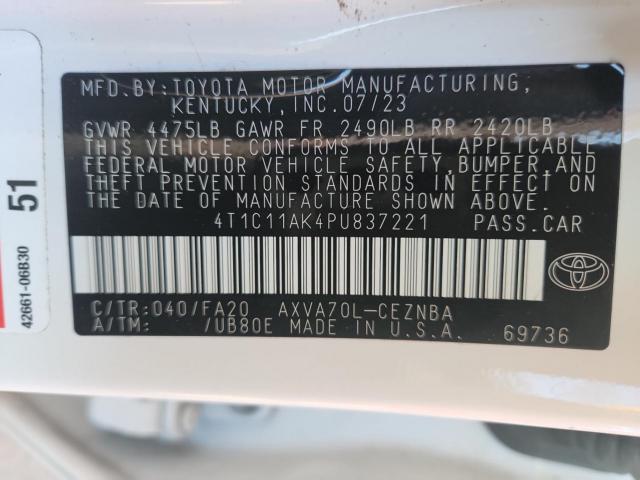 MFD.BY:TOYOTA MOTOR MANUFACTURING,
KENTUCKY,INC.07/23
GVWR 4475LB GAWR FR 2490LB RR 2420LB
THIS VEHICLE CONFORMS TO ALL APPLICABLE
FEDERAL MOTOR VEHICLE SAFETY,BUMPER,AND
THEFT PREVENTION STANDARDS IN EFFECT ON
THE DATE OF MANUFACTURE SHOWN ABOVE.
4T1C11AK4PU837221 PASS.CAR
C/TR:040/FA20 AXVA70L-CEZNBA
A/TM: /UB80E MADE IN U.S.A. 69736
51
42661-06B30